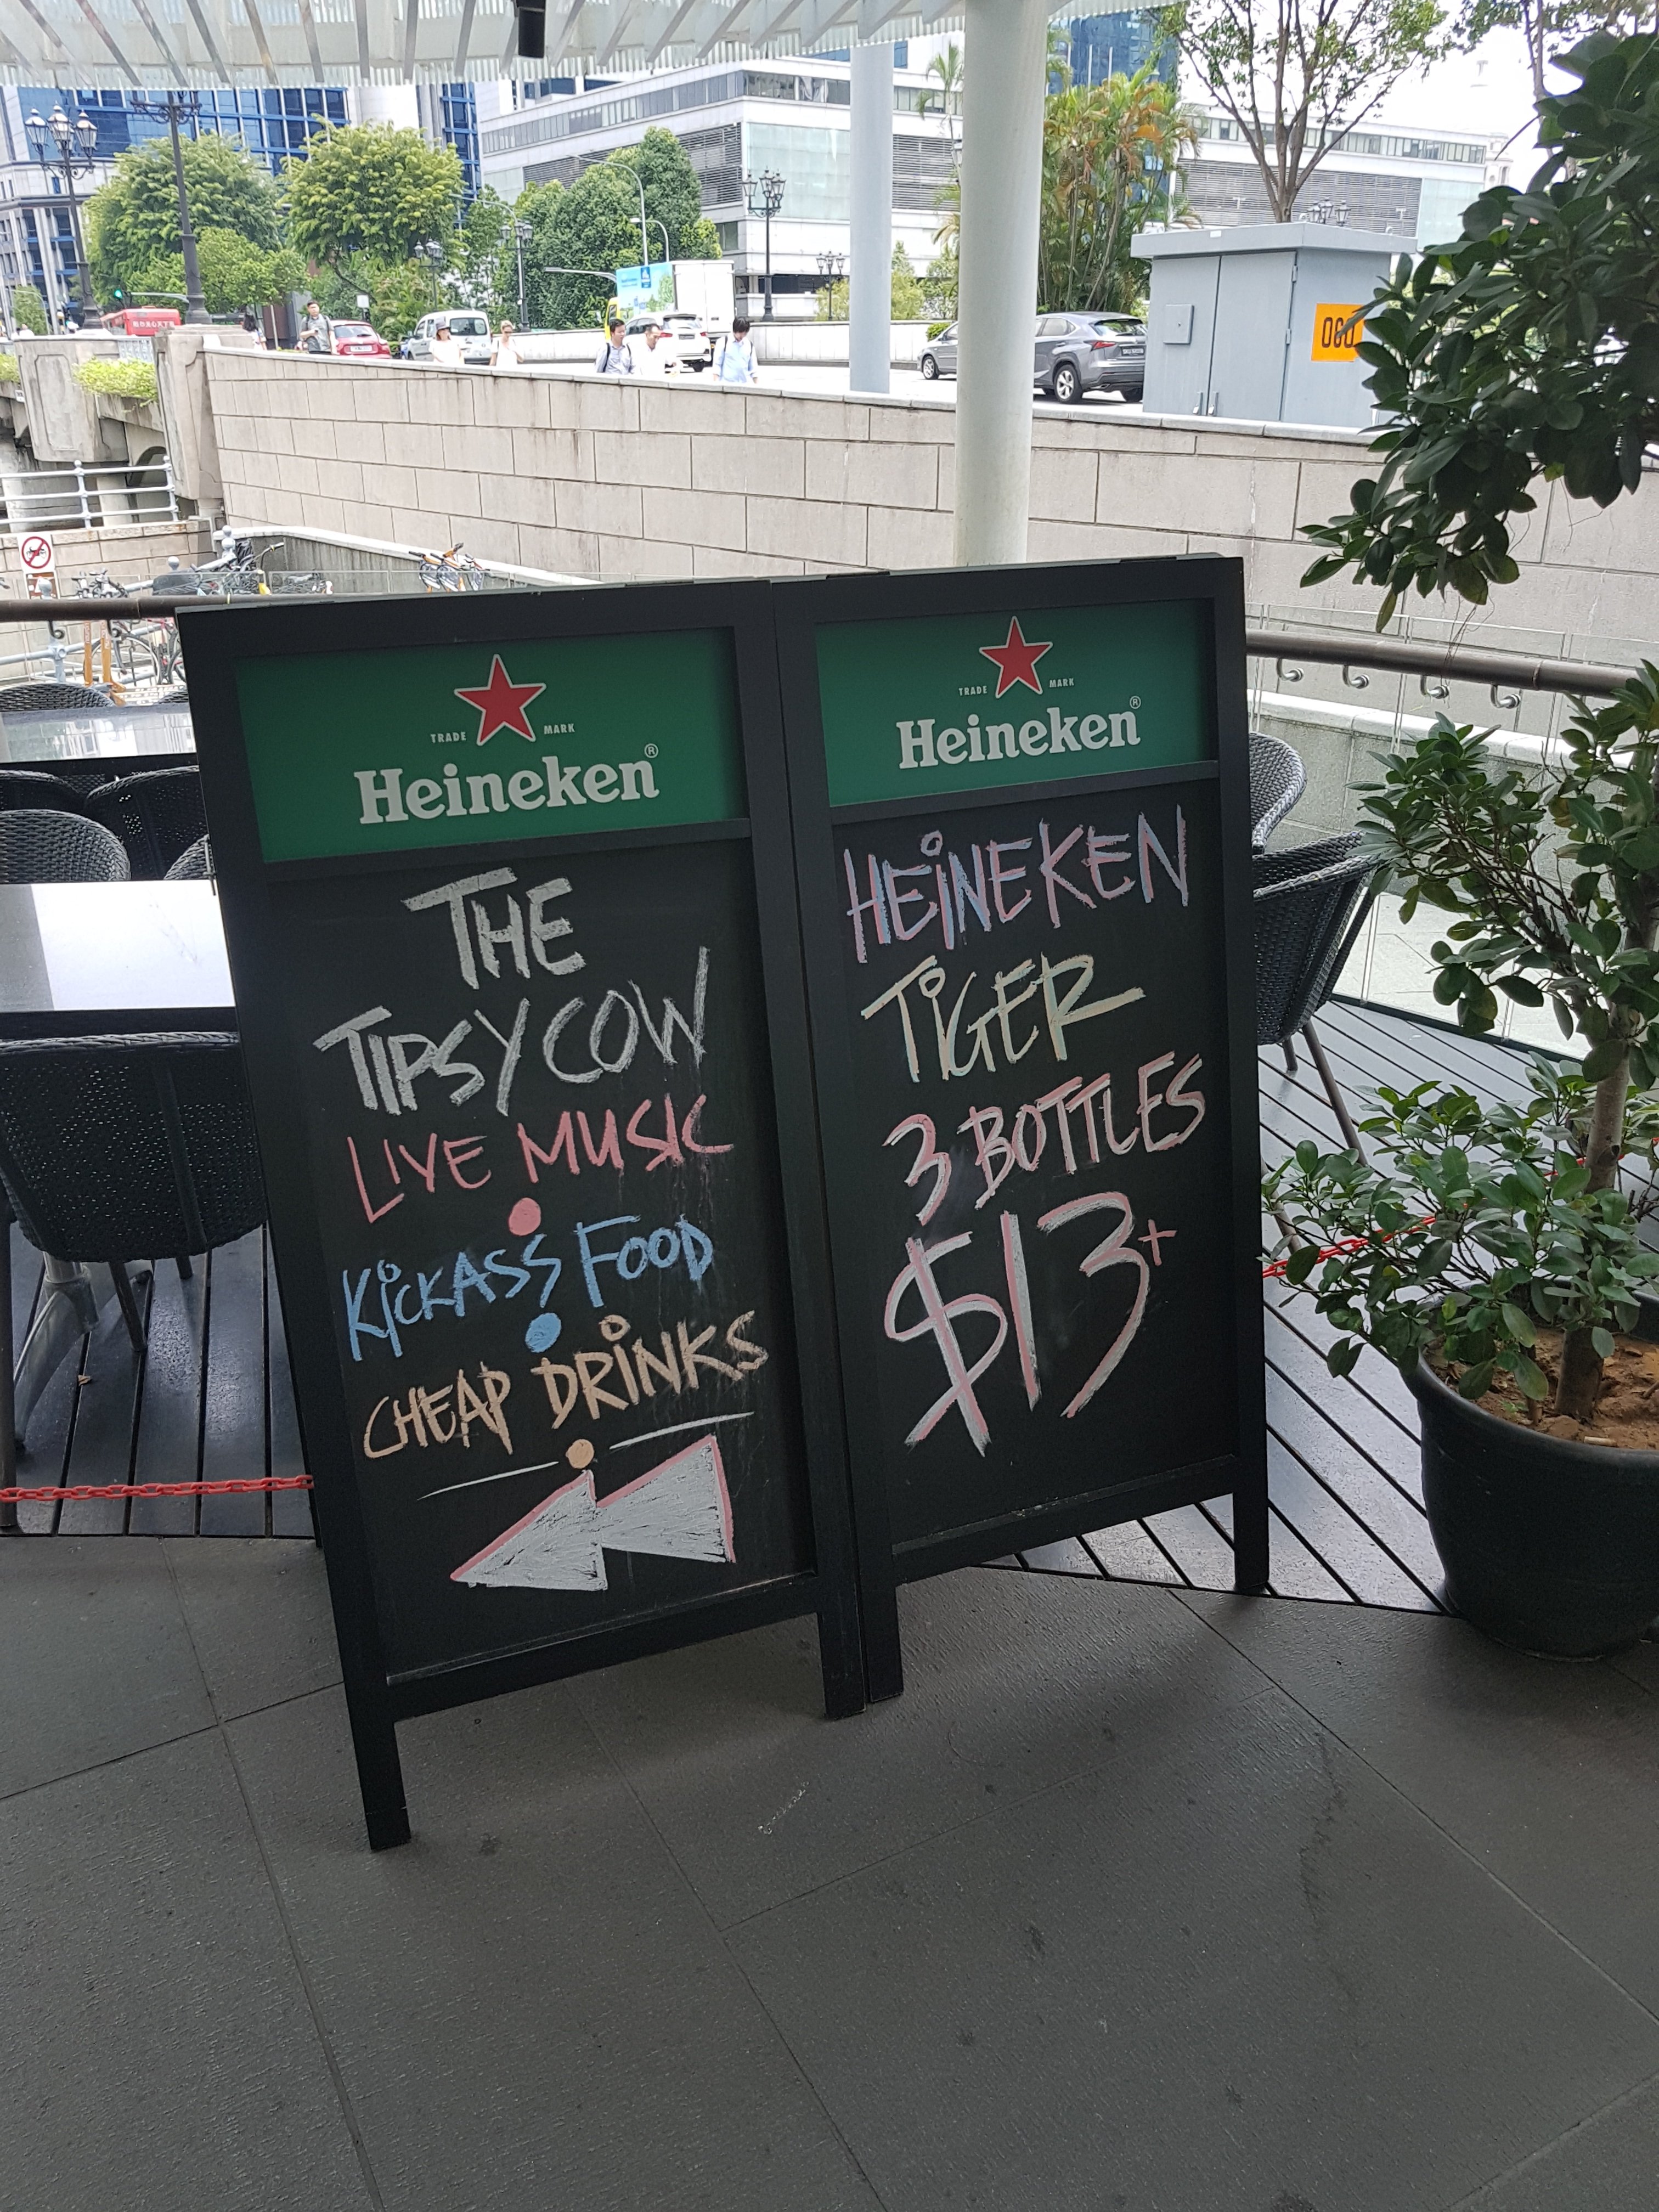 TRADE MARK
Heineken®
THE
TIPSY COW
LIVE MUSIC
KICKASS FOOD
CHEAP DRINKS
TRADE MARK
Heineken®
HEINEKEN
TIGER
3 BOTTLES
$13+